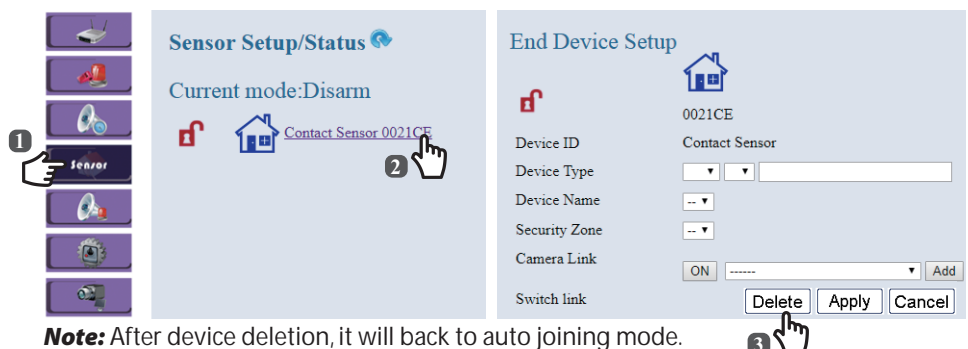 1
Sensor
Sensor Setup/Status
Current mode:Disarm
Contact Sensor 0021CE
2
End Device Setup
0021CE
Device ID
Contact Sensor
Device Type
Device Name
--
Security Zone
--
Camera Link
ON
------
Add
Switch link
Delete
Apply
Cancel
3
Note: After device deletion, it will back to auto joining mode.